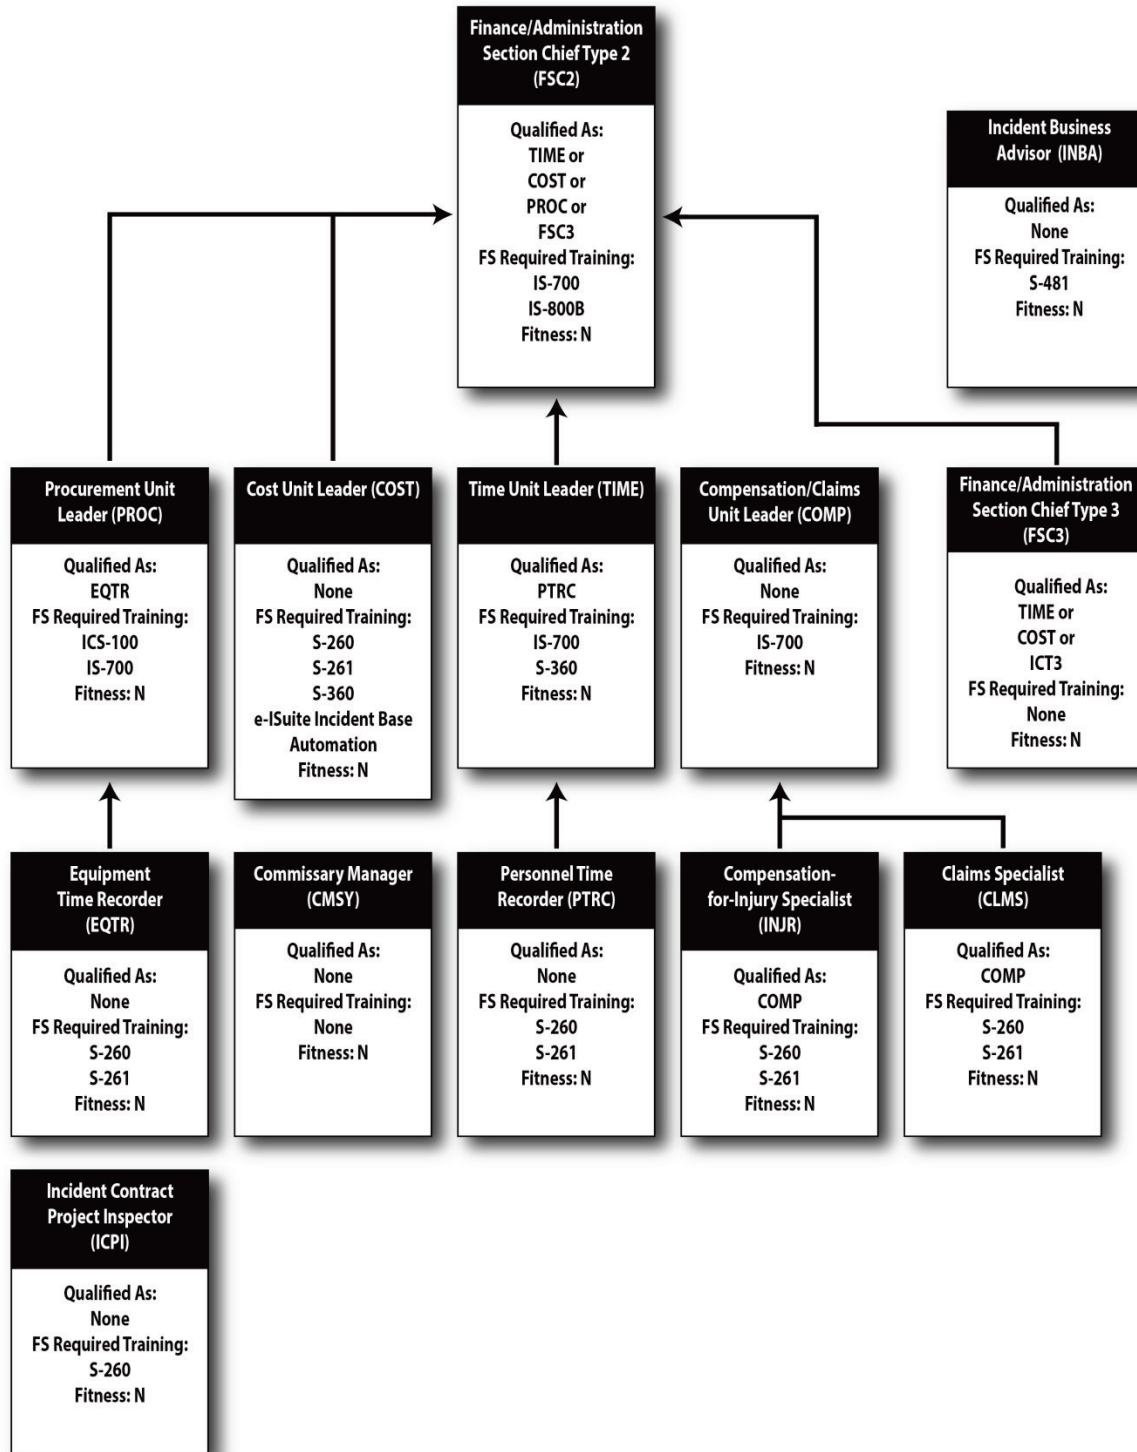 Finance/Administration
Section Chief Type 2
(FSC2)
Qualified As:
TIME or
COST or
PROC or
FSC3
FS Required Training:
IS-700
IS-800B
Fitness: N
Incident Business
Advisor (INBA)
Qualified As:
None
FS Required Training:
S-481
Fitness: N
Procurement Unit
Leader (PROC)
Qualified As:
EQTR
FS Required Training:
ICS-100
IS-700
Fitness: N
Cost Unit Leader (COST)
Qualified As:
None
FS Required Training:
S-260
S-261
S-360
e-ISuite Incident Base
Automation
Fitness: N
Time Unit Leader (TIME)
Qualified As:
PTRC
FS Required Training:
IS-700
S-360
Fitness: N
Compensation/Claims
Unit Leader (COMP)
Qualified As:
None
FS Required Training:
IS-700
Fitness: N
Finance/Administration
Section Chief Type 3
(FSC3)
Qualified As:
TIME or
COST or
ICT3
FS Required Training:
None
Fitness: N
Equipment
Time Recorder
(EQTR)
Qualified As:
None
FS Required Training:
S-260
S-261
Fitness: N
Commissary Manager
(CMSY)
Qualified As:
None
FS Required Training:
None
Fitness: N
Personnel Time
Recorder (PTRC)
Qualified As:
None
FS Required Training:
S-260
S-261
Fitness: N
Compensation-
for-Injury Specialist
(INJR)
Qualified As:
COMP
FS Required Training:
S-260
S-261
Fitness: N
Claims Specialist
(CLMS)
Qualified As:
COMP
FS Required Training:
S-260
S-261
Fitness: N
Incident Contract
Project Inspector
(ICPI)
Qualified As:
None
FS Required Training:
S-260
Fitness: N